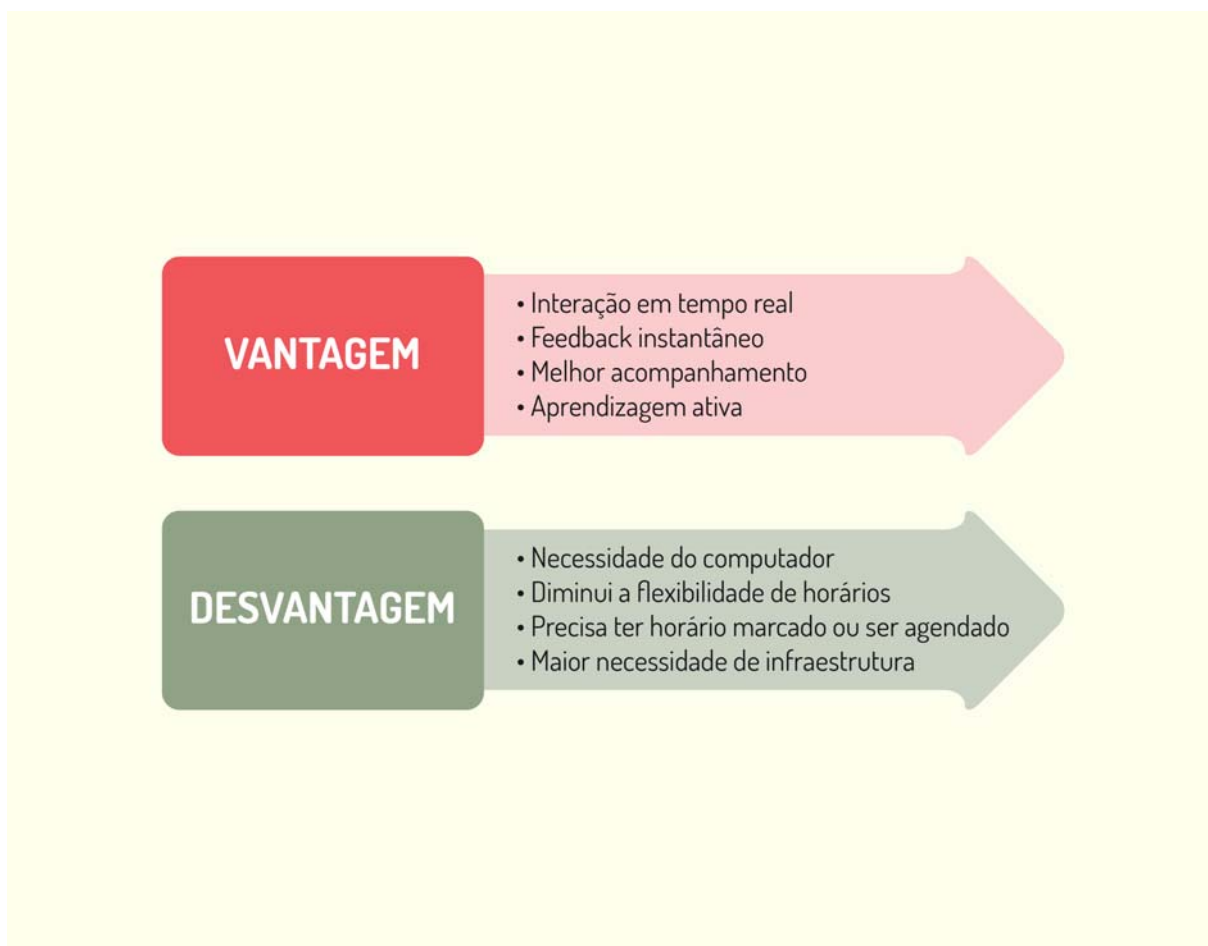 VANTAGEM
• Interação em tempo real
• Feedback instantâneo
• Melhor acompanhamento
• Aprendizagem ativa
DESVANTAGEM
• Necessidade do computador
• Diminui a flexibilidade de horários
• Precisa ter horário marcado ou ser agendado
• Maior necessidade de infraestrutura